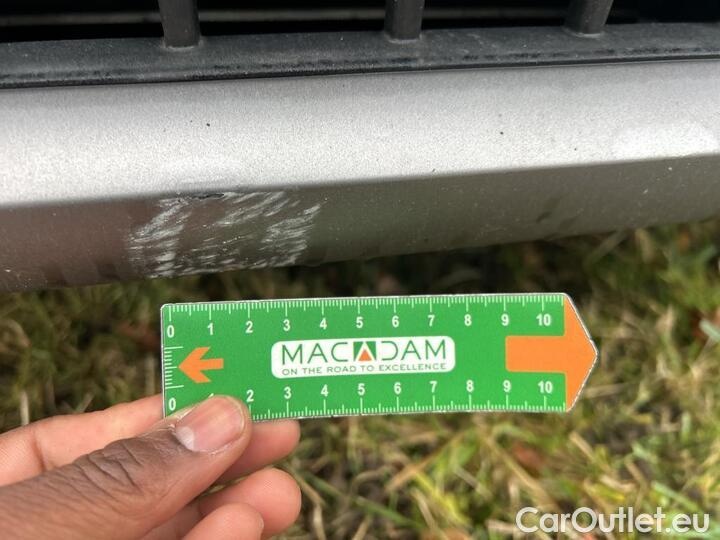 0 1 2 3 4 5 6 7 8 9 10
MACADAM
ON THE ROAD TO EXCELLENCE
0 2 3 4 5 6 7 8 9 10
CarOutlet.eu